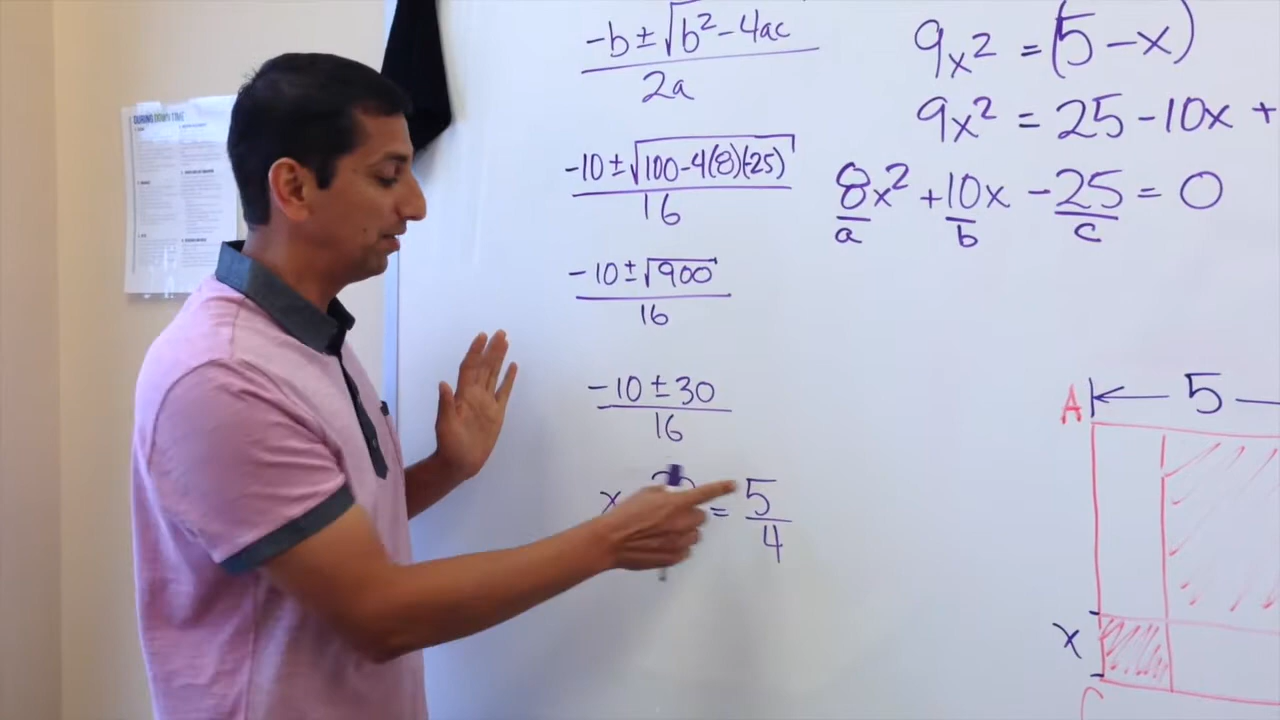 -b±√b²-4ac
2a
-10±√100-4(8)(-25)
16
-10±√900
16
-10±30
16
x = 5
4
9x² = (5-x)
9x² = 25-10x+
8x²+10x-25=0
a b c
A 5
x
DURING DOWN TIME